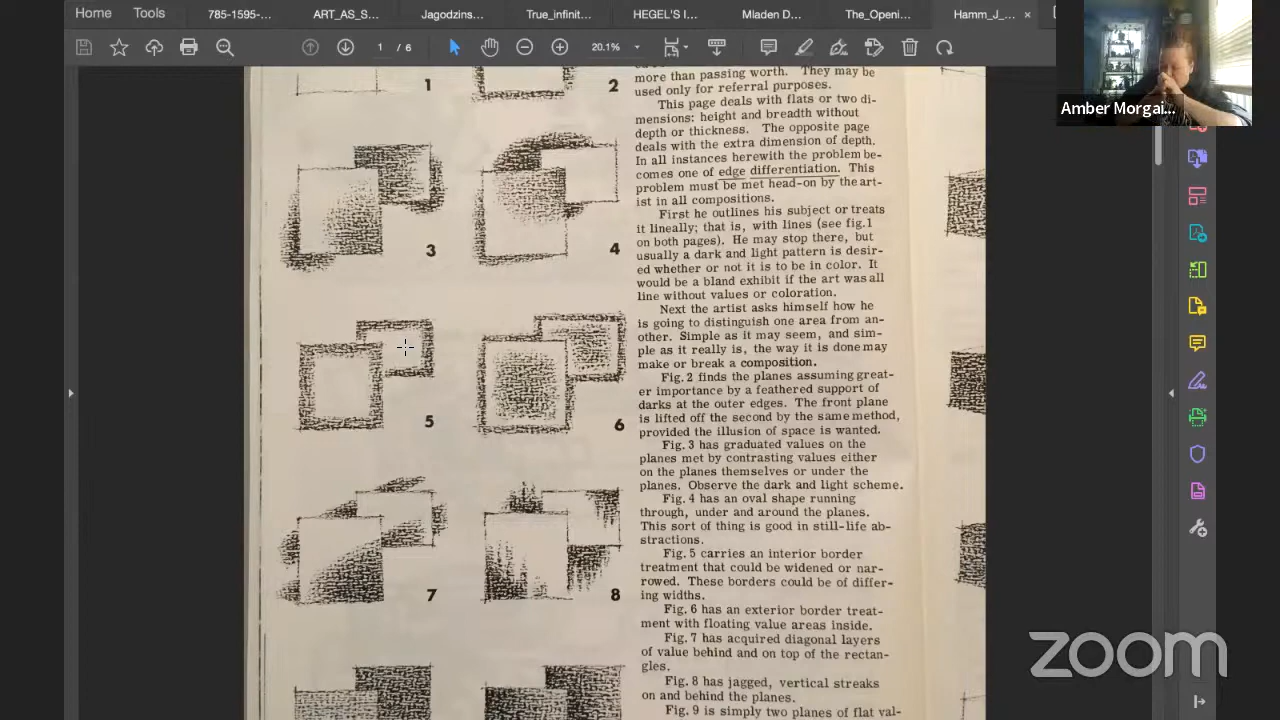 Home Tools 785-1595-... ART_AS_S... Jagodzins... True_infinit... HEGEL'S I... Mladen D... The_Openi... Hamm_J_... ×
1 / 6 20.1%
Amber Morgai...
more than passing worth. They may be
used only for referral purposes.
This page deals with flats or two di-
mensions: height and breadth without
depth or thickness. The opposite page
deals with the extra dimension of depth.
In all instances herewith the problem be-
comes one of edge differentiation. This
problem must be met head-on by the art-
ist in all compositions.
First he outlines his subject or treats
it lineally; that is, with lines (see fig.1
on both pages). He may stop there, but
usually a dark and light pattern is desir-
ed whether or not it is to be in color. It
would be a bland exhibit if the art was all
line without values or coloration.
Next the artist asks himself how he
is going to distinguish one area from an-
other. Simple as it may seem, and sim-
ple as it really is, the way it is done may
make or break a composition.
Fig. 2 finds the planes assuming great-
er importance by a feathered support of
darks at the outer edges. The front plane
is lifted off the second by the same method,
provided the illusion of space is wanted.
Fig. 3 has graduated values on the
planes met by contrasting values either
on the planes themselves or under the
planes. Observe the dark and light scheme.
Fig. 4 has an oval shape running
through, under and around the planes.
This sort of thing is good in still-life ab-
stractions.
Fig. 5 carries an interior border
treatment that could be widened or nar-
rowed. These borders could be of differ-
ing widths.
Fig. 6 has an exterior border treat-
ment with floating value areas inside.
Fig. 7 has acquired diagonal layers
of value behind and on top of the rectan-
gles.
Fig. 8 has jagged, vertical streaks
on and behind the planes.
Fig. 9 is simply two planes of flat val-
1
2
3
4
5
6
7
8
zoom